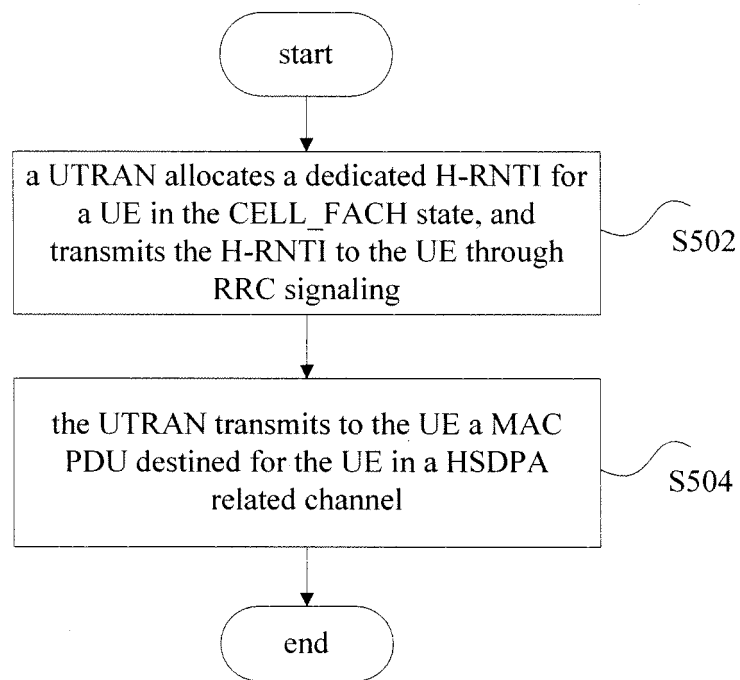 start
a UTRAN allocates a dedicated H-RNTI for
a UE in the CELL_FACH state, and
transmits the H-RNTI to the UE through
RRC signaling
S502
the UTRAN transmits to the UE a MAC
PDU destined for the UE in a HSDPA
related channel
S504
end